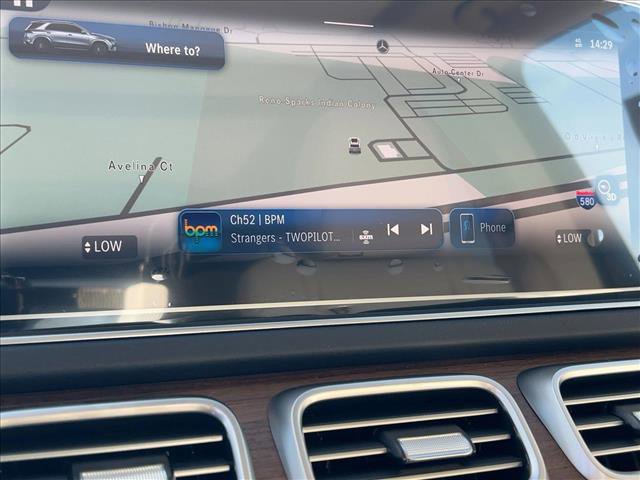 Bishop Manogue Dr
Where to?
4G
14:29
Auto Center Dr
Reno Sparks Indian Colony
Avelina Ct
580
3D
bpm
Ch52 | BPM
Strangers - TWOPILOT...
sxm
Phone
LOW
LOW